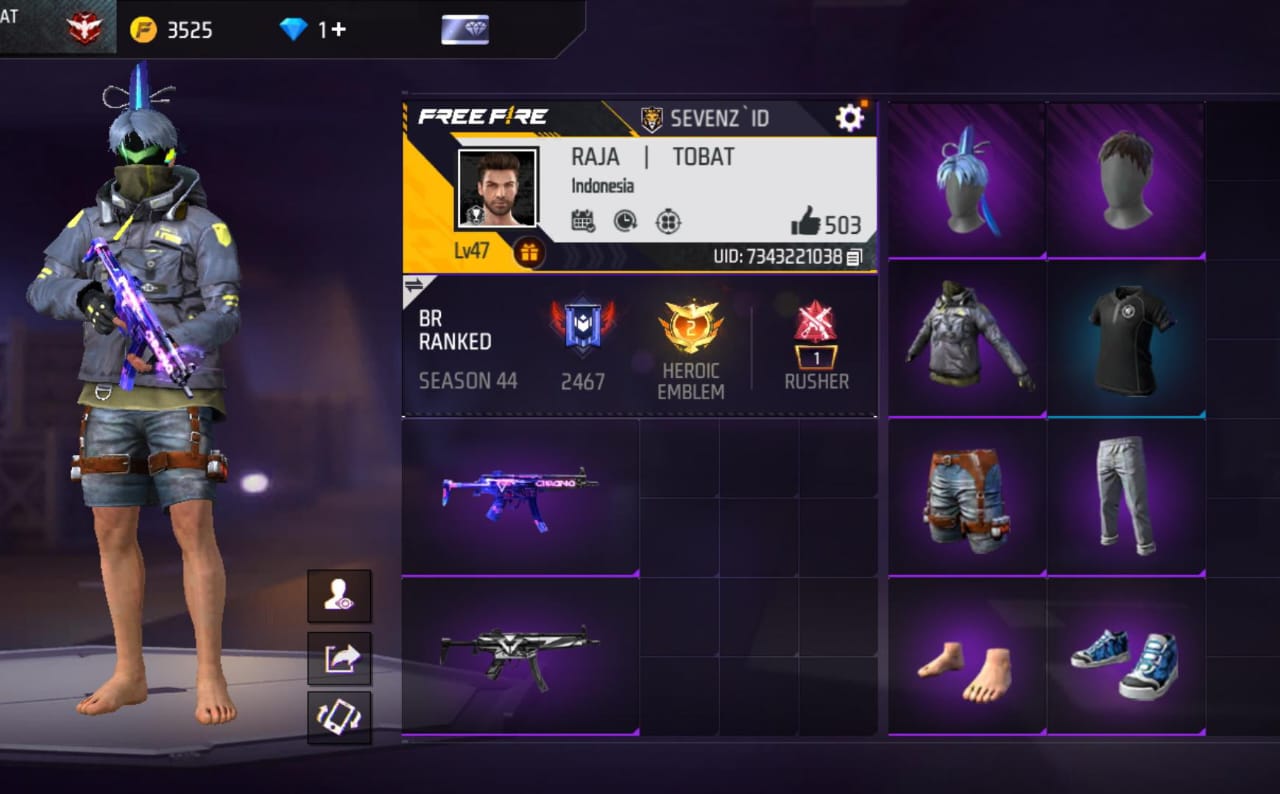 AT
3525
1+
FREE FIRE
SEVENZ`ID
RAJA | TOBAT
Indonesia
503
Lv47
UID: 7343221038
BR
RANKED
SEASON 44
2467
2
HEROIC
EMBLEM
1
RUSHER